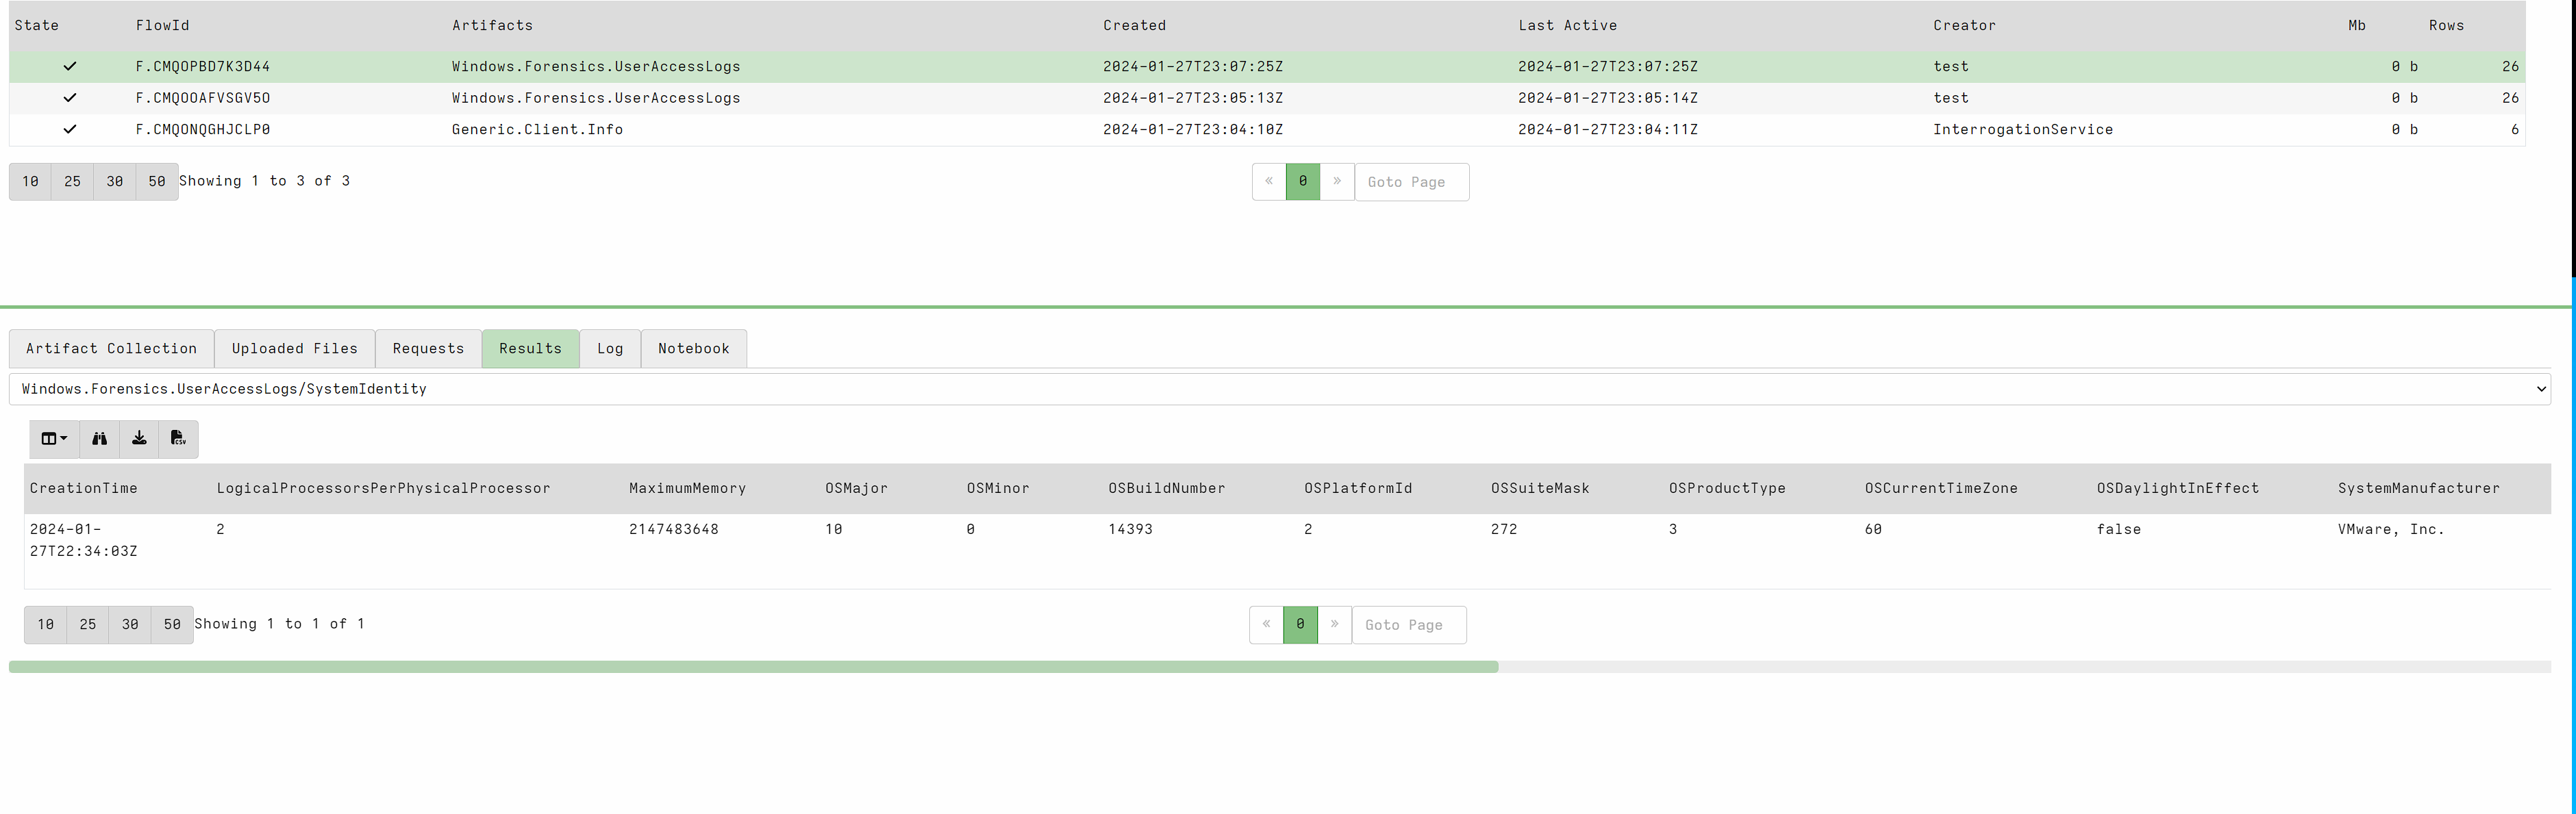 State FlowId Artifacts Created Last Active Creator Mb Rows
F.CMQOPBD7K3D44 Windows.Forensics.UserAccessLogs 2024-01-27T23:07:25Z 2024-01-27T23:07:25Z test 0 b 26
F.CMQOOAFVSGV5O Windows.Forensics.UserAccessLogs 2024-01-27T23:05:13Z 2024-01-27T23:05:14Z test 0 b 26
F.CMQONQGHJCLP0 Generic.Client.Info 2024-01-27T23:04:10Z 2024-01-27T23:04:11Z InterrogationService 0 b 6
10 25 30 50 Showing 1 to 3 of 3 « 0 » Goto Page
Artifact Collection Uploaded Files Requests Results Log Notebook
Windows.Forensics.UserAccessLogs/SystemIdentity
CSV
CreationTime LogicalProcessorsPerPhysicalProcessor MaximumMemory OSMajor OSMinor OSBuildNumber OSPlatformId OSSuiteMask OSProductType OSCurrentTimeZone OSDaylightInEffect SystemManufacturer
2024-01- 2 2147483648 10 0 14393 2 272 3 60 false VMware, Inc.
27T22:34:03Z
10 25 30 50 Showing 1 to 1 of 1 « 0 » Goto Page